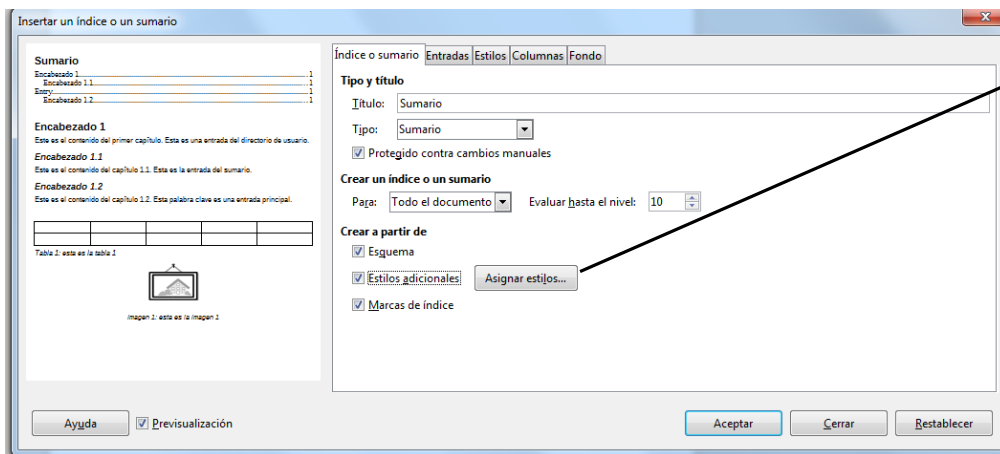 Insertar un índice o un sumario
Sumario
Encabezado 1 1
Encabezado 1.1 1
Entry 1
Encabezado 1.2 1
Encabezado 1
Este es el contenido del primer capítulo. Esta es una entrada del directorio de usuario.
Encabezado 1.1
Este es el contenido del capítulo 1.1. Esta es la entrada del sumario.
Encabezado 1.2
Este es el contenido del capítulo 1.2. Esta palabra clave es una entrada principal.
Tabla 1: esta es la tabla 1
Imagen 1: esta es la imagen 1
Índice o sumario Entradas Estilos Columnas Fondo
Tipo y título
Título: Sumario
Tipo: Sumario
Protegido contra cambios manuales
Crear un índice o un sumario
Para: Todo el documento Evaluar hasta el nivel: 10
Crear a partir de
Esquema
Estilos adicionales Asignar estilos...
Marcas de índice
Ayuda Previsualización Aceptar Cerrar Restablecer